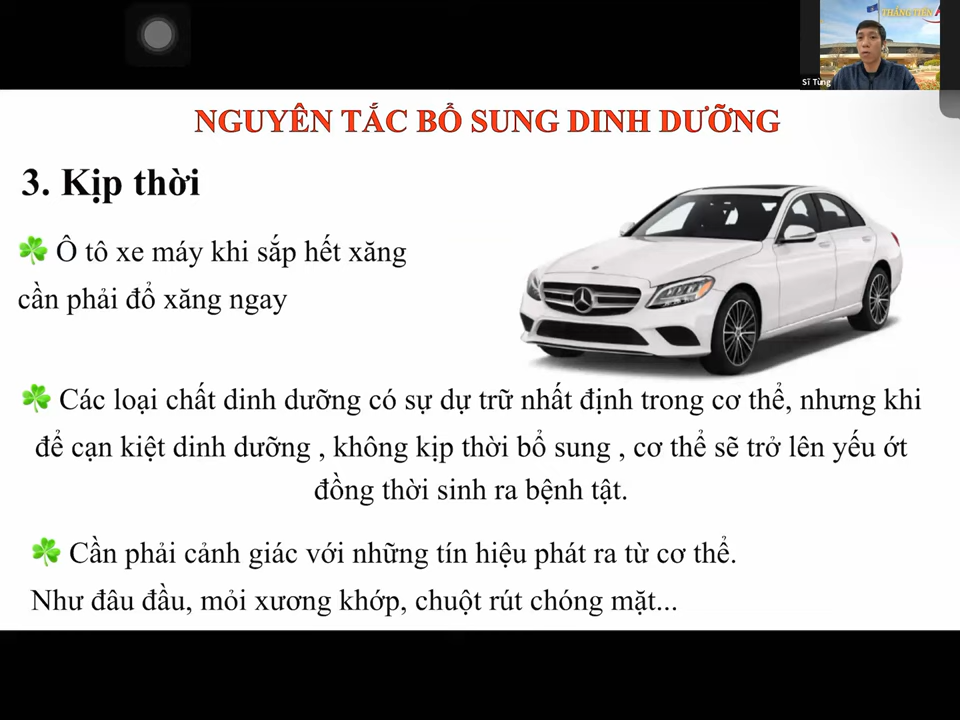 THẮNG TIẾN
Sĩ Tùng
NGUYÊN TẮC BỔ SUNG DINH DƯỠNG
3. Kịp thời
Ô tô xe máy khi sắp hết xăng
cần phải đổ xăng ngay
Các loại chất dinh dưỡng có sự dự trữ nhất định trong cơ thể, nhưng khi
để cạn kiệt dinh dưỡng , không kịp thời bổ sung , cơ thể sẽ trở lên yếu ớt
đồng thời sinh ra bệnh tật.
Cần phải cảnh giác với những tín hiệu phát ra từ cơ thể.
Như đâu đầu, mỏi xương khớp, chuột rút chóng mặt...